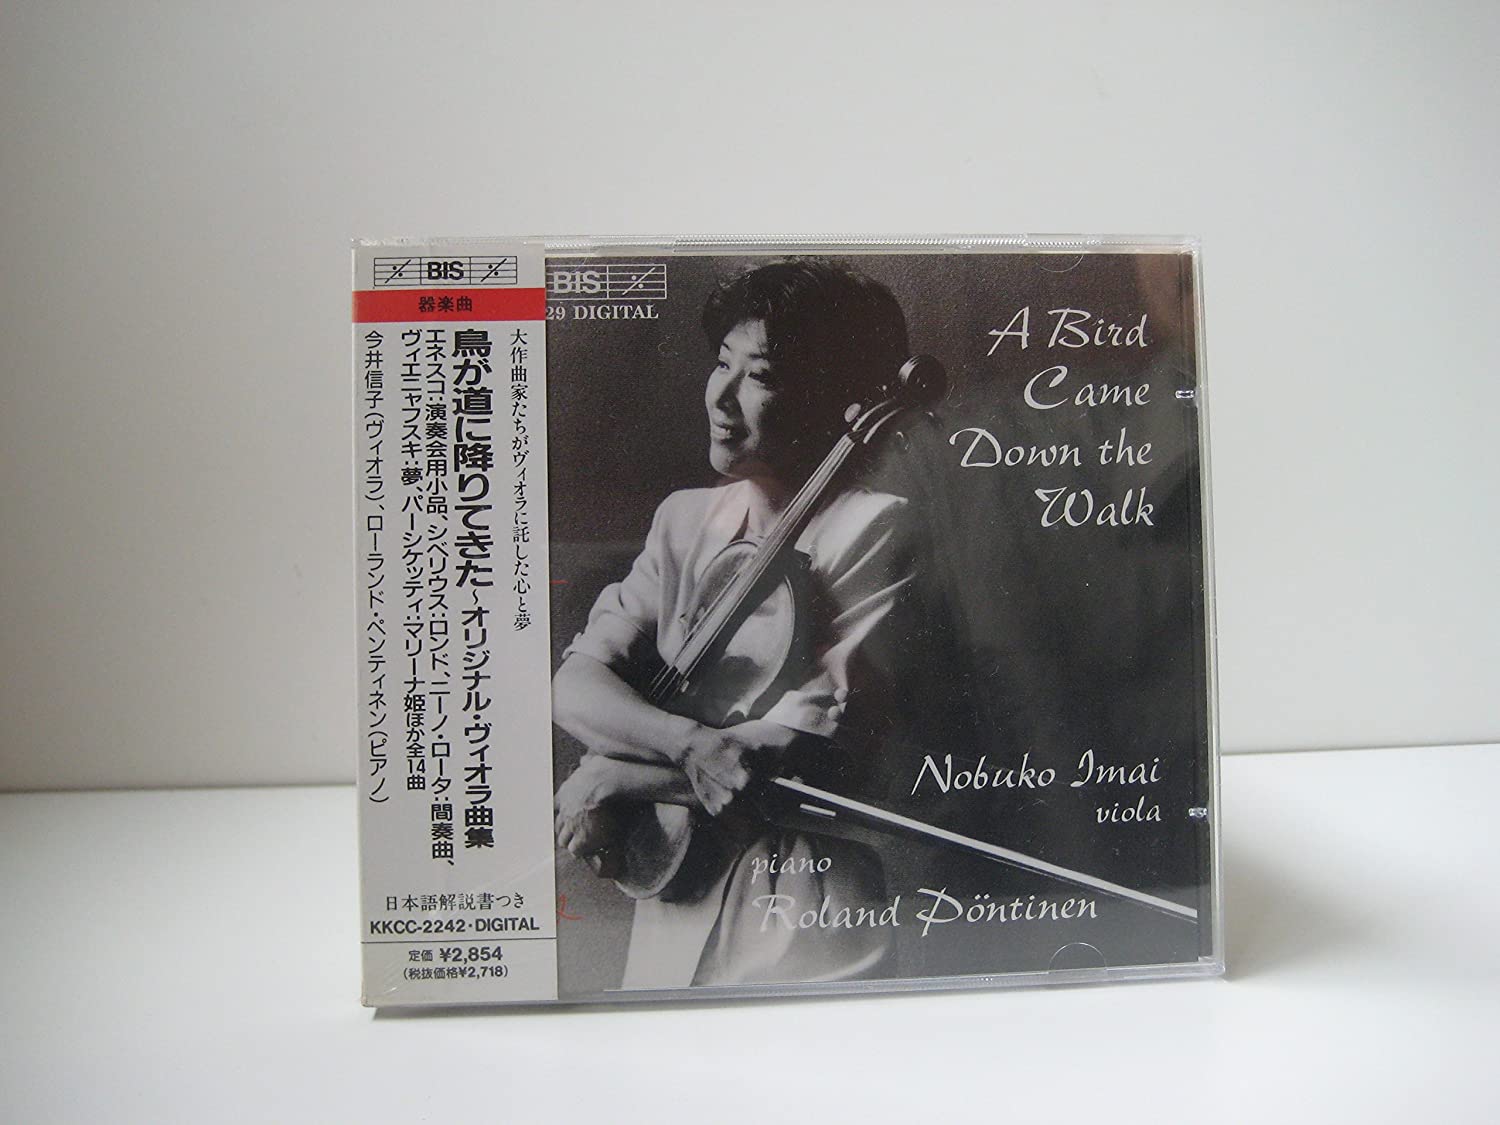 BIS
器楽曲
大作曲家たちがヴィオラに託した心と夢
鳥が道に降りてきた～オリジナル・ヴィオラ曲集
エネスコ:演奏会用小品、シベリウス:ロンド、ニーノ・ロータ:間奏曲、
ヴィエニャフスキ:夢、パーシケッティ:マリーナ姫ほか全14曲
今井信子(ヴィオラ)、ローランド・ペンティネン(ピアノ)
日本語解説書つき
KKCC-2242・DIGITAL
定価 ¥2,854
(税抜価格¥2,718)
BIS
29 DIGITAL
A Bird
Came
Down the
Walk
Nobuko Imai
viola
piano
Roland Pöntinen